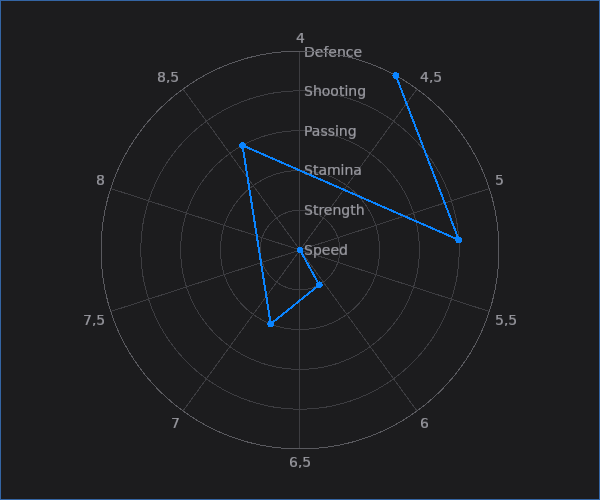 4
Defence
8,5
4,5
Shooting
Passing
Stamina
8
5
Strength
Speed
7,5
5,5
7
6
6,5